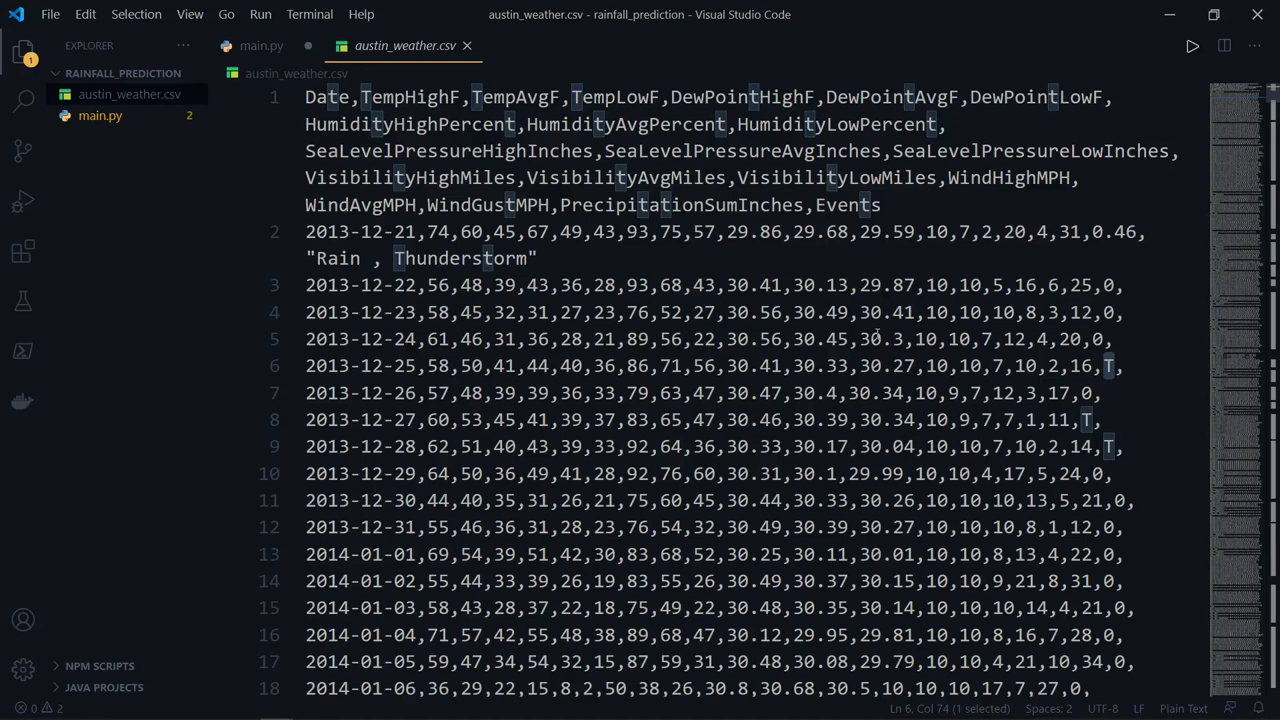 File Edit Selection View Go Run Terminal Help
austin_weather.csv - rainfall_prediction - Visual Studio Code
EXPLORER
main.py
austin_weather.csv
1
RAINFALL_PREDICTION
austin_weather.csv
main.py 2
NPM SCRIPTS
JAVA PROJECTS
austin_weather.csv
1 Date,TempHighF,TempAvgF,TempLowF,DewPointHighF,DewPointAvgF,DewPointLowF,
HumidityHighPercent,HumidityAvgPercent,HumidityLowPercent,
SeaLevelPressureHighInches,SeaLevelPressureAvgInches,SeaLevelPressureLowInches,
VisibilityHighMiles,VisibilityAvgMiles,VisibilityLowMiles,WindHighMPH,
WindAvgMPH,WindGustMPH,PrecipitationSumInches,Events
2 2013-12-21,74,60,45,67,49,43,93,75,57,29.86,29.68,29.59,10,7,2,20,4,31,0.46,
"Rain , Thunderstorm"
3 2013-12-22,56,48,39,43,36,28,93,68,43,30.41,30.13,29.87,10,10,5,16,6,25,0,
4 2013-12-23,58,45,32,31,27,23,76,52,27,30.56,30.49,30.41,10,10,10,8,3,12,0,
5 2013-12-24,61,46,31,36,28,21,89,56,22,30.56,30.45,30.3,10,10,7,12,4,20,0,
6 2013-12-25,58,50,41,44,40,36,86,71,56,30.41,30.33,30.27,10,10,7,10,2,16,T,
7 2013-12-26,57,48,39,39,36,33,79,63,47,30.47,30.4,30.34,10,9,7,12,3,17,0,
8 2013-12-27,60,53,45,41,39,37,83,65,47,30.46,30.39,30.34,10,9,7,7,1,11,T,
9 2013-12-28,62,51,40,43,39,33,92,64,36,30.33,30.17,30.04,10,10,7,10,2,14,T,
10 2013-12-29,64,50,36,49,41,28,92,76,60,30.31,30.1,29.99,10,10,4,17,5,24,0
11 2013-12-30,44,40,35,31,26,21,75,60,45,30.44,30.33,30.26,10,10,10,13,5,21,0,
12 2013-12-31,55,46,36,31,28,23,76,54,32,30.49,30.39,30.27,10,10,10,8,1,12,0,
13 2014-01-01,69,54,39,51,42,30,83,68,52,30.25,30.11,30.01,10,10,8,13,4,22,0,
14 2014-01-02,55,44,33,39,26,19,83,55,26,30.49,30.37,30.15,10,10,9,21,8,31,0,
15 2014-01-03,58,43,28,37,22,18,75,49,22,30.48,30.35,30.14,10,10,10,14,4,21,0,
16 2014-01-04,71,57,42,55,48,38,89,68,47,30.12,29.95,29.81,10,10,8,16,7,28,0,
17 2014-01-05,59,47,34,54,32,15,87,59,31,30.48,30.08,29.79,10,10,4,21,10,34,0,
18 2014-01-06,36,29,22,15,8,2,50,38,26,30.8,30.68,30.5,10,10,10,17,7,27,0,
0 2
Ln 6, Col 74 (1 selected) Spaces: 2 UTF-8 LF Plain Text